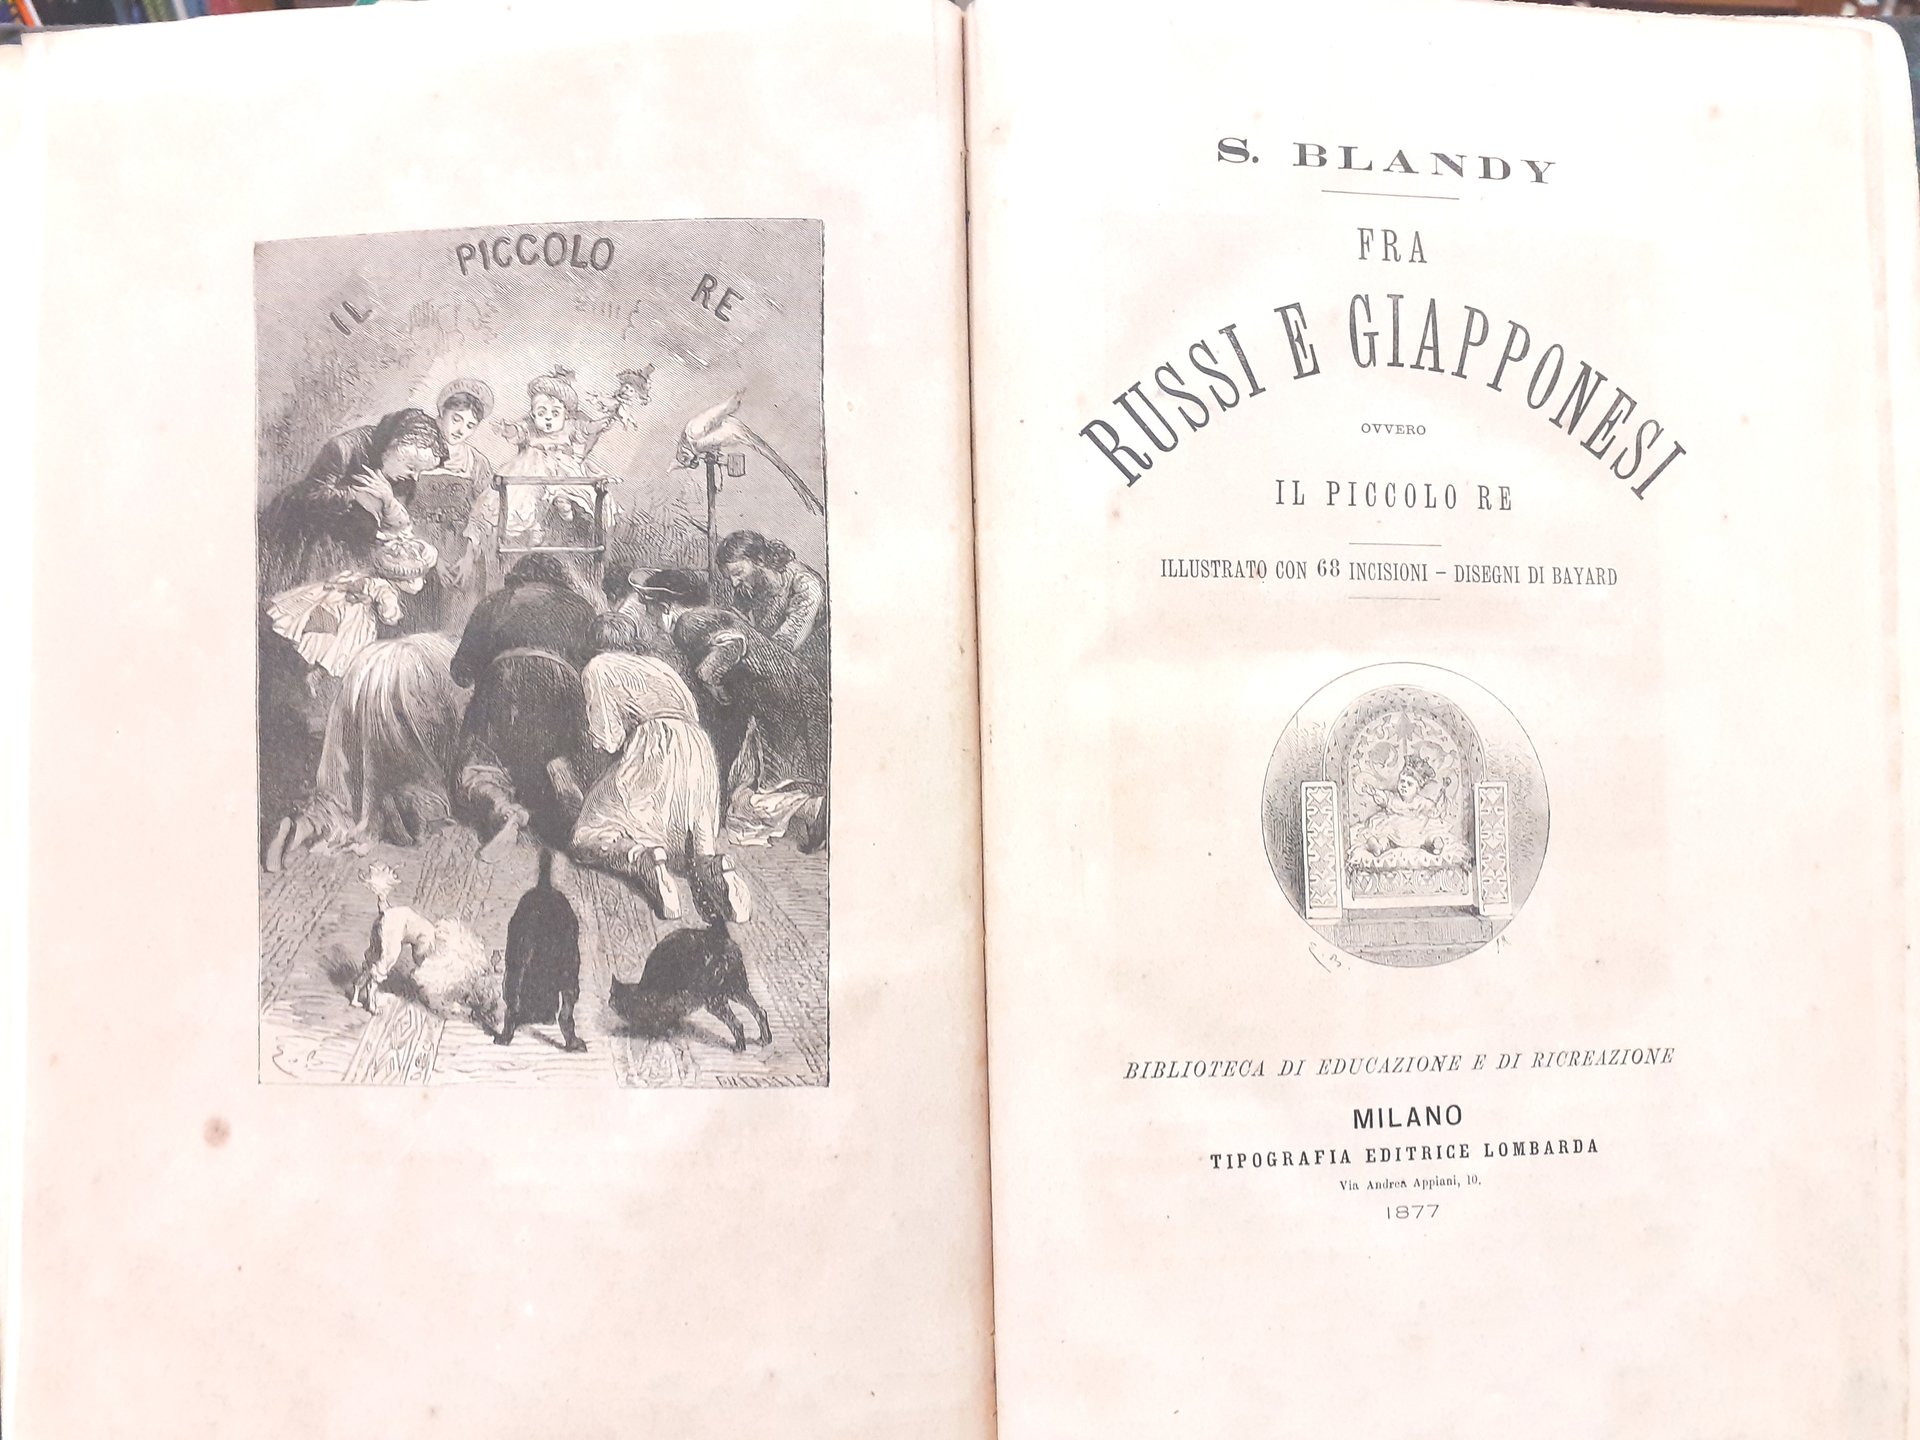 IL PICCOLO RE
E. B
S. BLANDY
FRA
RUSSI E GIAPPONESI
OVVERO
IL PICCOLO RE
ILLUSTRATO CON 68 INCISIONI – DISEGNI DI BAYARD
E. B.
BIBLIOTECA DI EDUCAZIONE E DI RICREAZIONE
MILANO
TIPOGRAFIA EDITRICE LOMBARDA
Via Andrea Appiani, 10.
1877